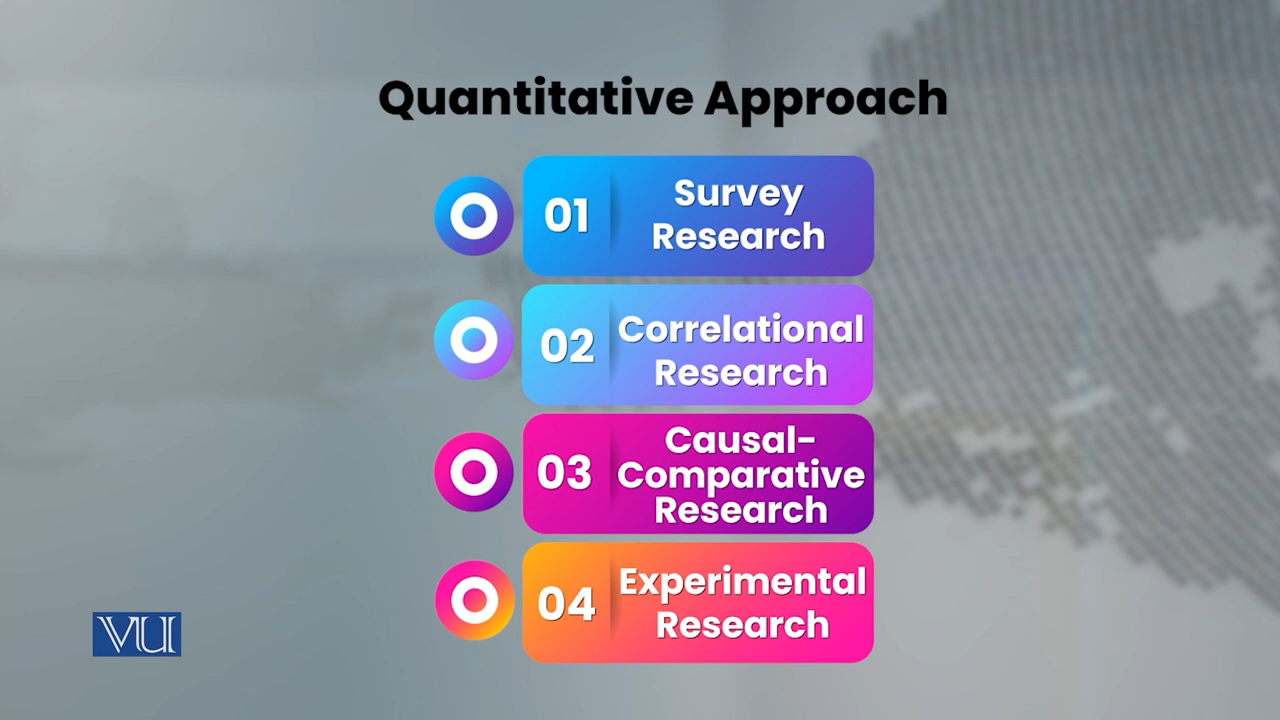 Quantitative Approach
01
Survey
Research
02
Correlational
Research
03
Causal-
Comparative
Research
04
Experimental
Research
VU